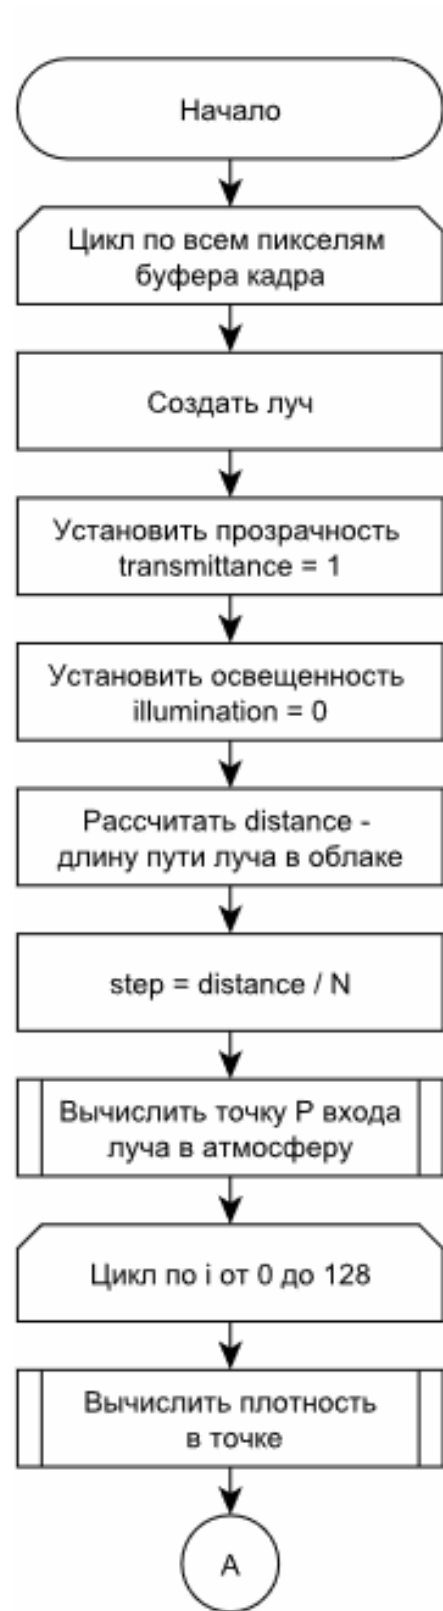 Начало
Цикл по всем пикселям
буфера кадра
Создать луч
Установить прозрачность
transmittance = 1
Установить освещенность
illumination = 0
Рассчитать distance -
длину пути луча в облаке
step = distance / N
Вычислить точку P входа
луча в атмосферу
Цикл по i от 0 до 128
Вычислить плотность
в точке
А